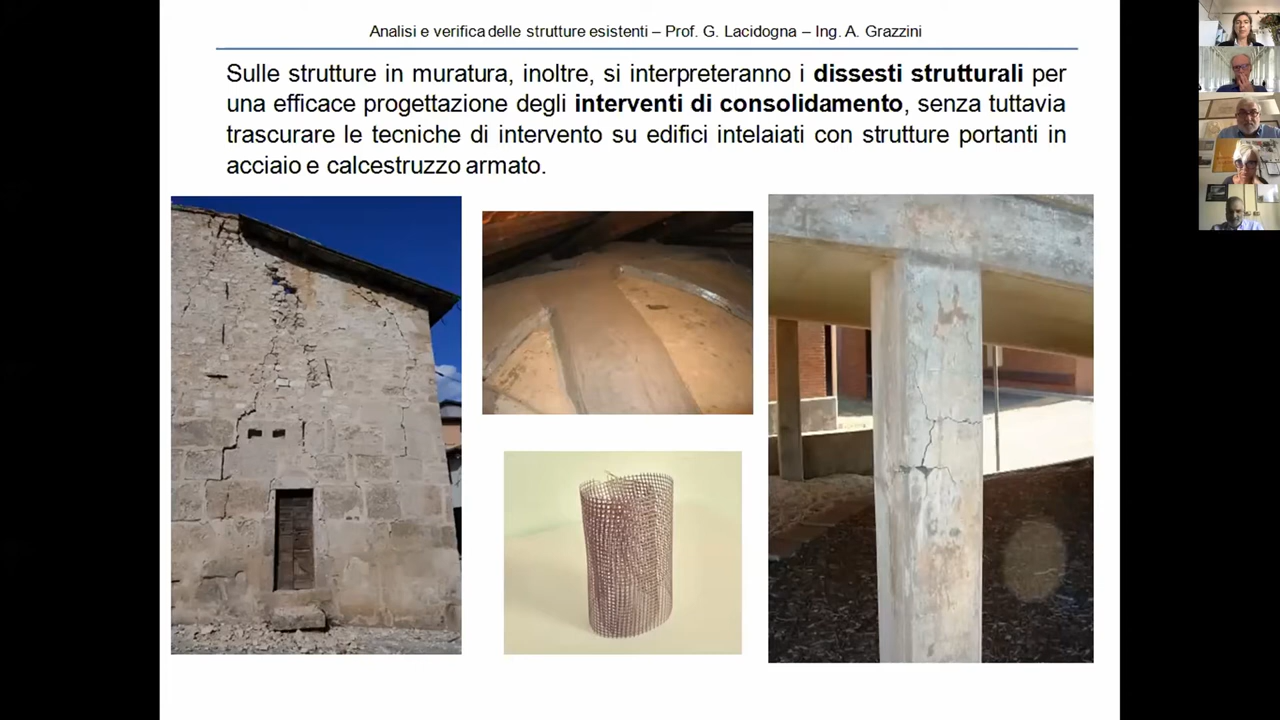 Analisi e verifica delle strutture esistenti – Prof. G. Lacidogna – Ing. A. Grazzini
Sulle strutture in muratura, inoltre, si interpreteranno i dissesti strutturali per
una efficace progettazione degli interventi di consolidamento, senza tuttavia
trascurare le tecniche di intervento su edifici intelaiati con strutture portanti in
acciaio e calcestruzzo armato.